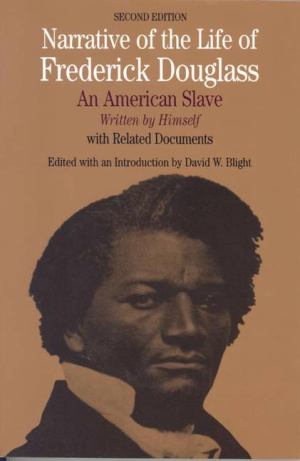 SECOND EDITION
Narrative of the Life of
Frederick Douglass
An American Slave
Written by Himself
with Related Documents
Edited with an Introduction by David W. Blight